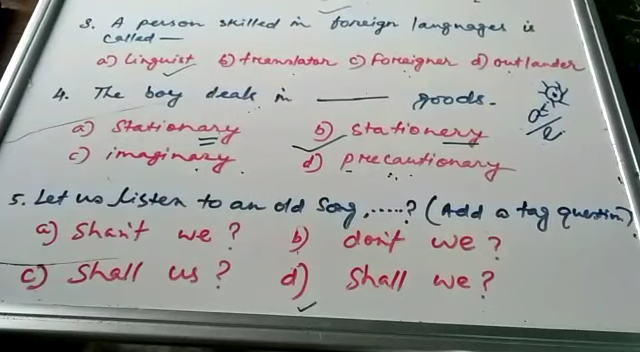 3. A person skilled in foreign languages is
called —
a) Linguist b) translator c) Foreigner d) outlander
4. The boy deals in ______ goods.
a) Stationary b) Stationery
c) imaginary d) precautionary
5. Let us listen to an old song,.....? (Add a tag question)
a) Shan't we? b) don't we?
c) Shall us? d) Shall we?